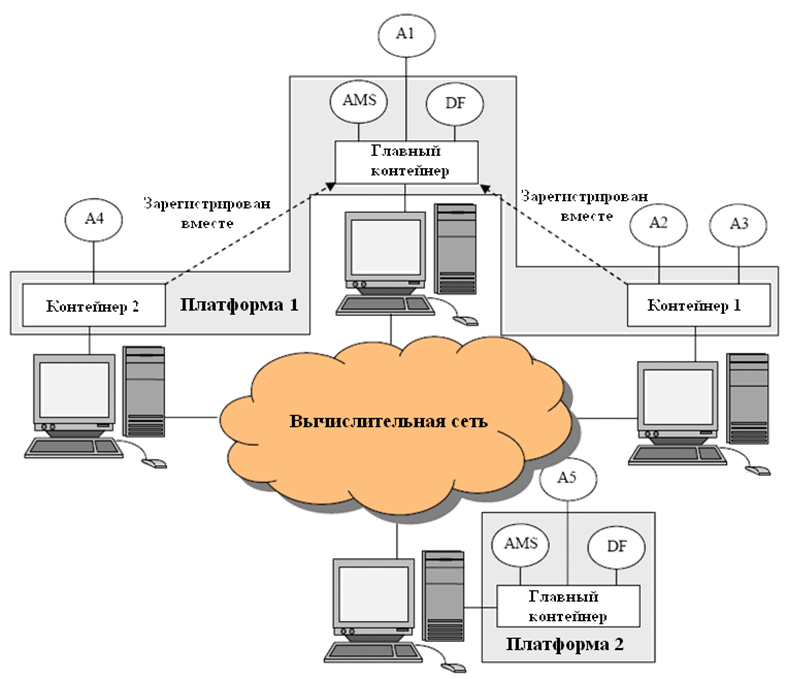 A1
AMS
DF
Главный
контейнер
Зарегистрирован
вместе
Зарегистрирован
вместе
A4
A2
A3
Контейнер 2
Платформа 1
Контейнер 1
Вычислительная сеть
A5
AMS
DF
Главный
контейнер
Платформа 2